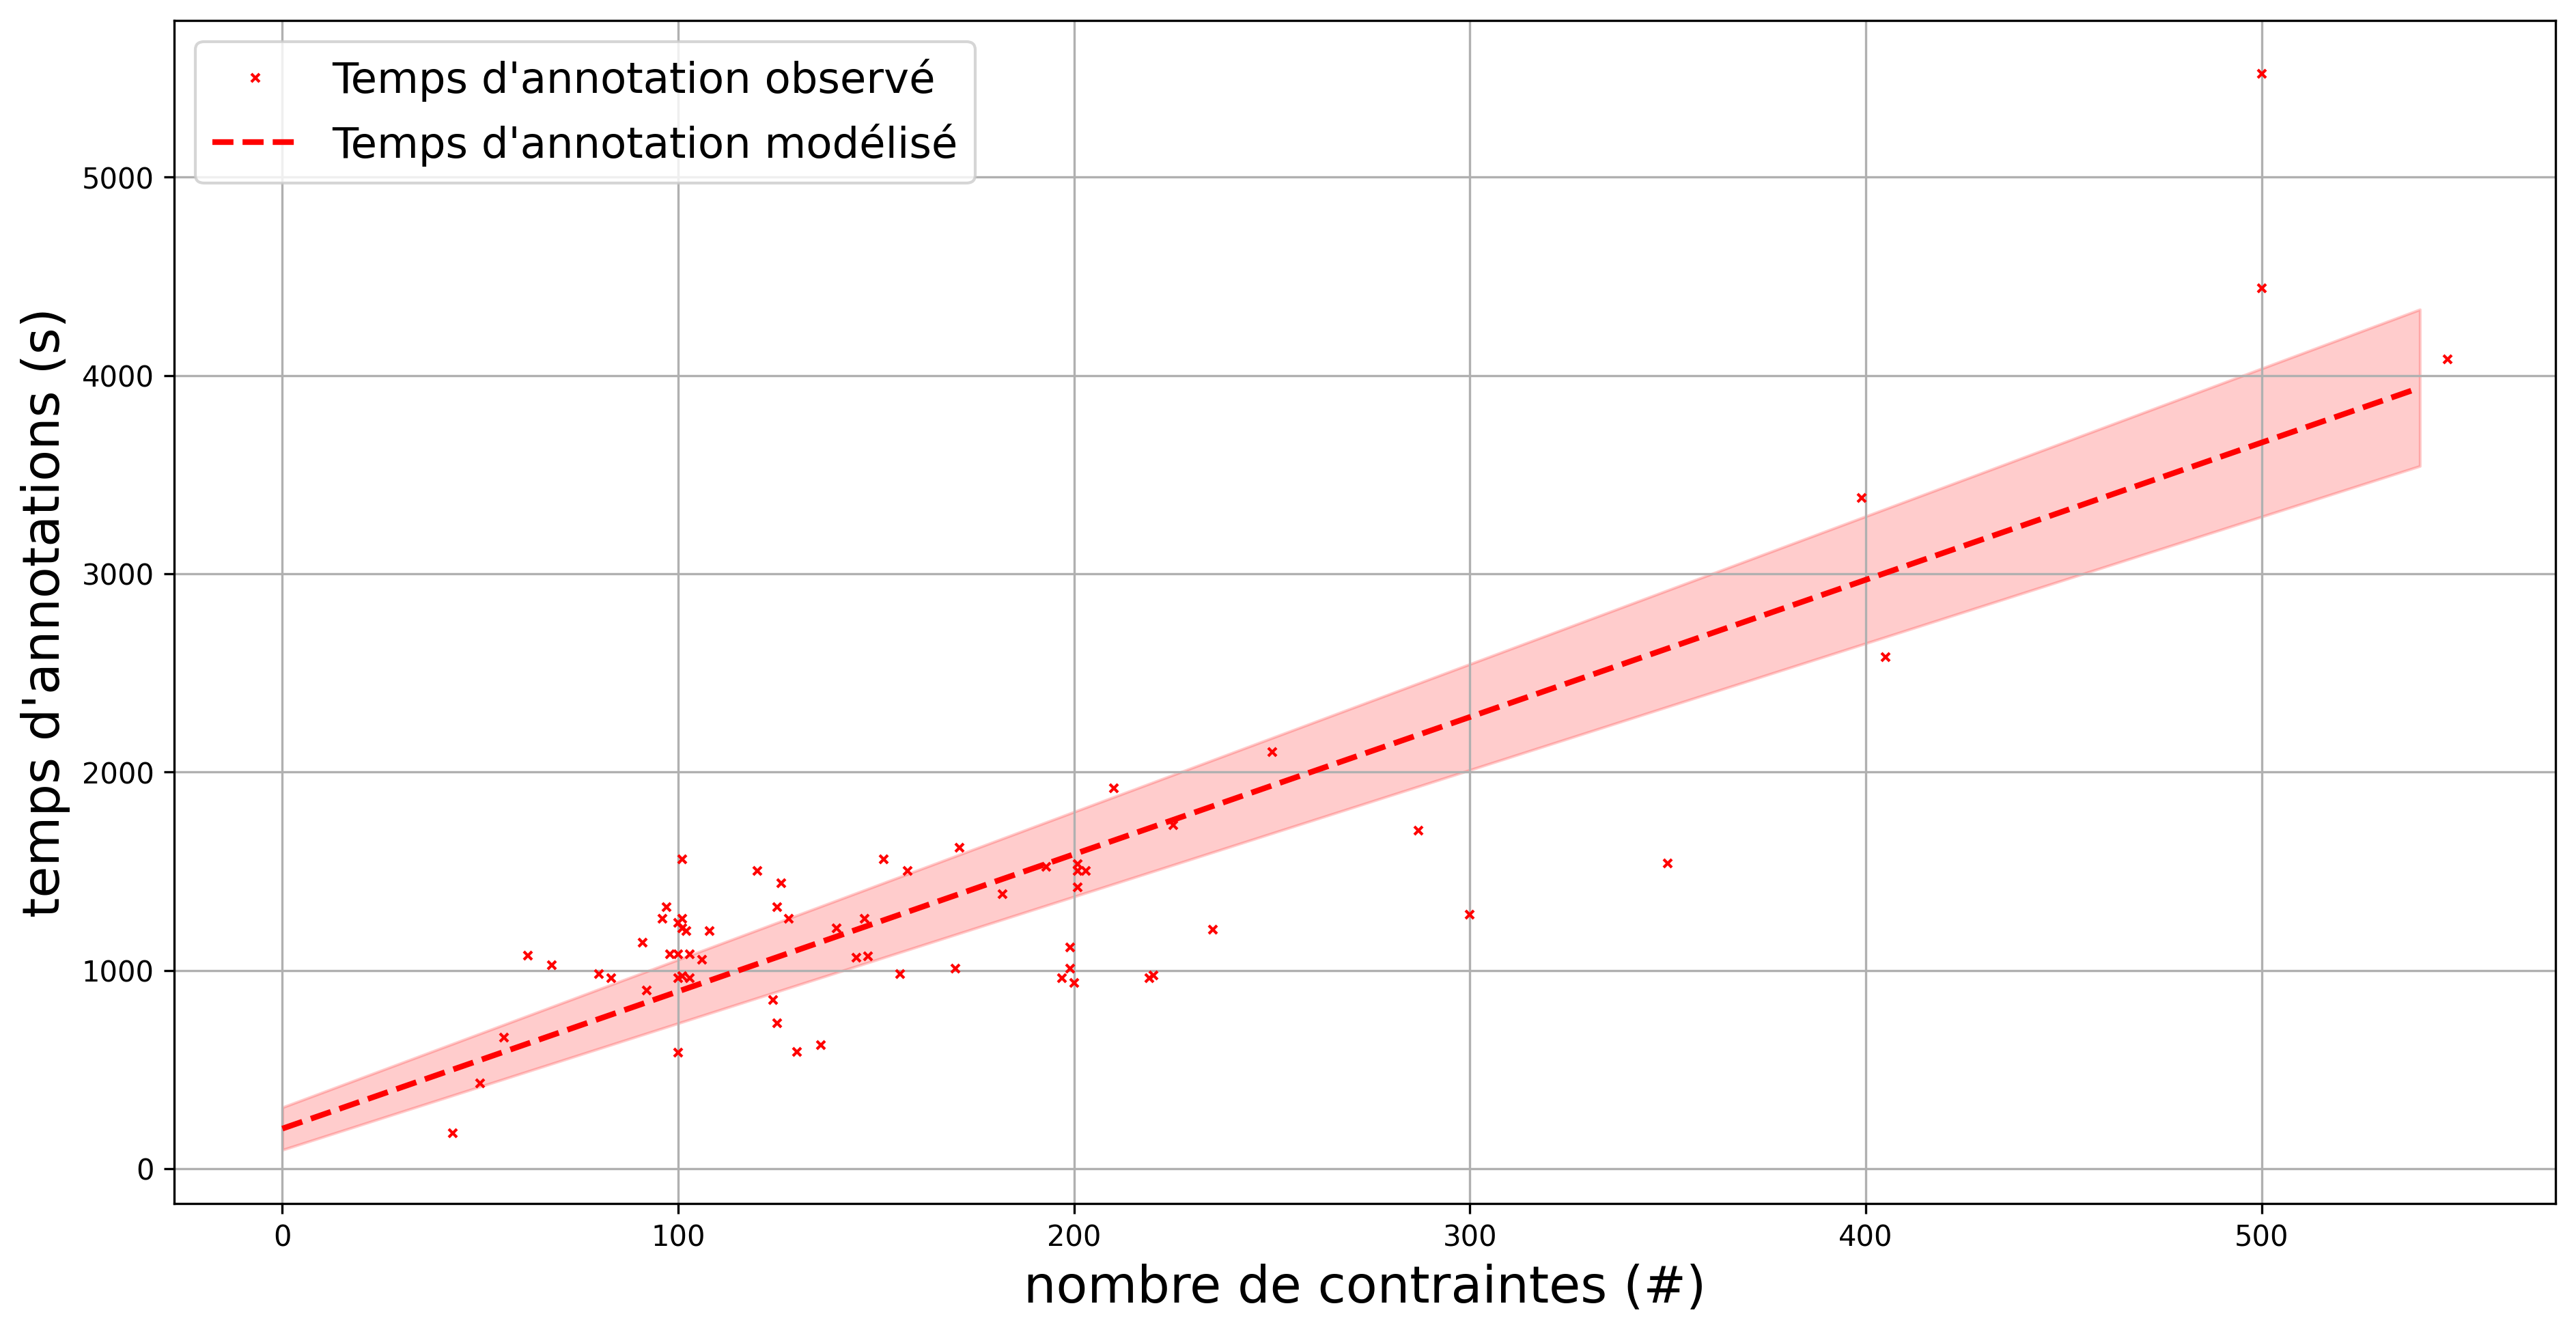 Temps d'annotation observé
Temps d'annotation modélisé
temps d'annotations (s)
5000
4000
3000
2000
1000
0
0 100 200 300 400 500
nombre de contraintes (#)